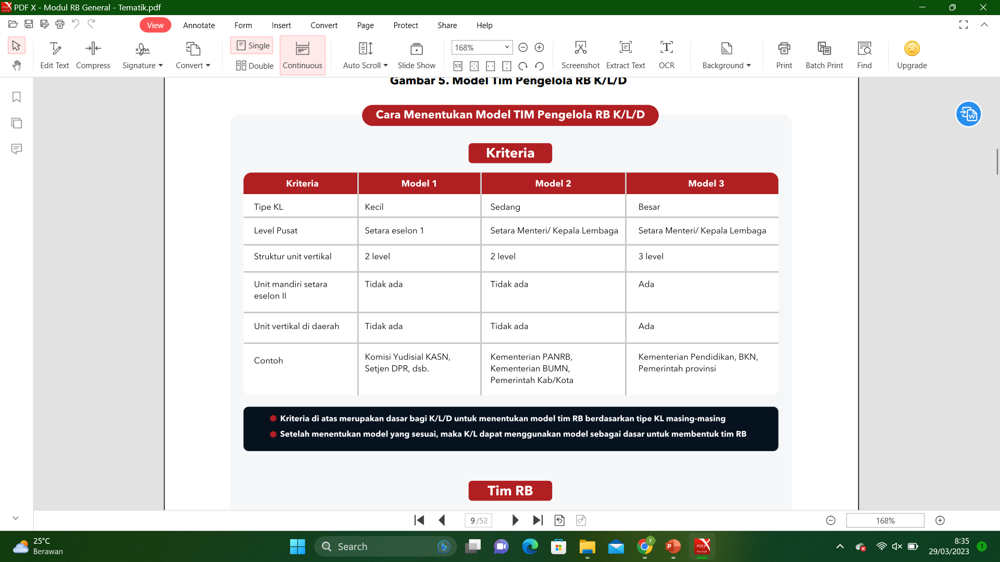 PDF X - Modul RB General - Tematik.pdf
View Annotate Form Insert Convert Page Protect Share Help
Edit Text Compress Signature Convert Single Double Continuous Auto Scroll Slide Show 168% Screenshot Extract Text OCR Background Print Batch Print Find Upgrade
Gambar 5. Model Tim Pengelola RB K/L/D
Cara Menentukan Model TIM Pengelola RB K/L/D
Kriteria
Kriteria Model 1 Model 2 Model 3
Tipe KL Kecil Sedang Besar
Level Pusat Setara eselon 1 Setara Menteri/ Kepala Lembaga Setara Menteri/ Kepala Lembaga
Struktur unit vertikal 2 level 2 level 3 level
Unit mandiri setara Tidak ada Tidak ada Ada
eselon II
Unit vertikal di daerah Tidak ada Tidak ada Ada
Contoh Komisi Yudisial KASN, Kementerian PANRB, Kementerian Pendidikan, BKN,
Setjen DPR, dsb. Kementerian BUMN, Pemerintah provinsi
Pemerintah Kab/Kota
Kriteria di atas merupakan dasar bagi K/L/D untuk menentukan model tim RB berdasarkan tipe KL masing-masing
Setelah menentukan model yang sesuai, maka K/L dapat menggunakan model sebagai dasar untuk membentuk tim RB
Tim RB
9 /52 168%
25°C
Berawan
Search
8:35
29/03/2023
1